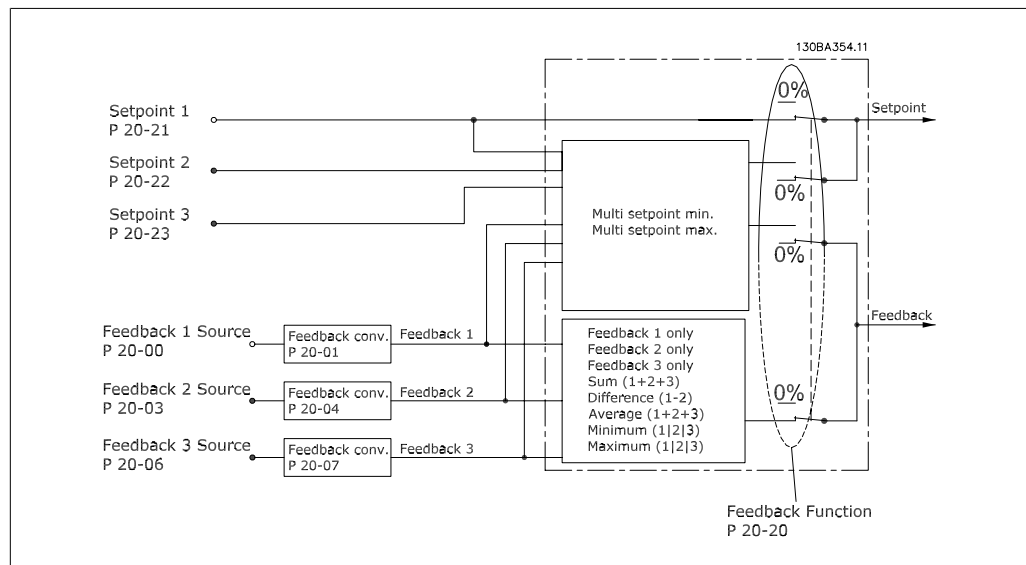 130BA354.11
0%
Setpoint 1
P 20-21
Setpoint
Setpoint 2
P 20-22
0%
Setpoint 3
P 20-23
Multi setpoint min.
Multi setpoint max.
0%
Feedback
Feedback 1 Source
P 20-00
Feedback conv.
P 20-01
Feedback 1
Feedback 2 Source
P 20-03
Feedback conv.
P 20-04
Feedback 2
Feedback 3 Source
P 20-06
Feedback conv.
P 20-07
Feedback 3
Feedback 1 only
Feedback 2 only
Feedback 3 only
Sum (1+2+3)
Difference (1-2)
Average (1+2+3)
Minimum (1|2|3)
Maximum (1|2|3)
0%
Feedback Function
P 20-20